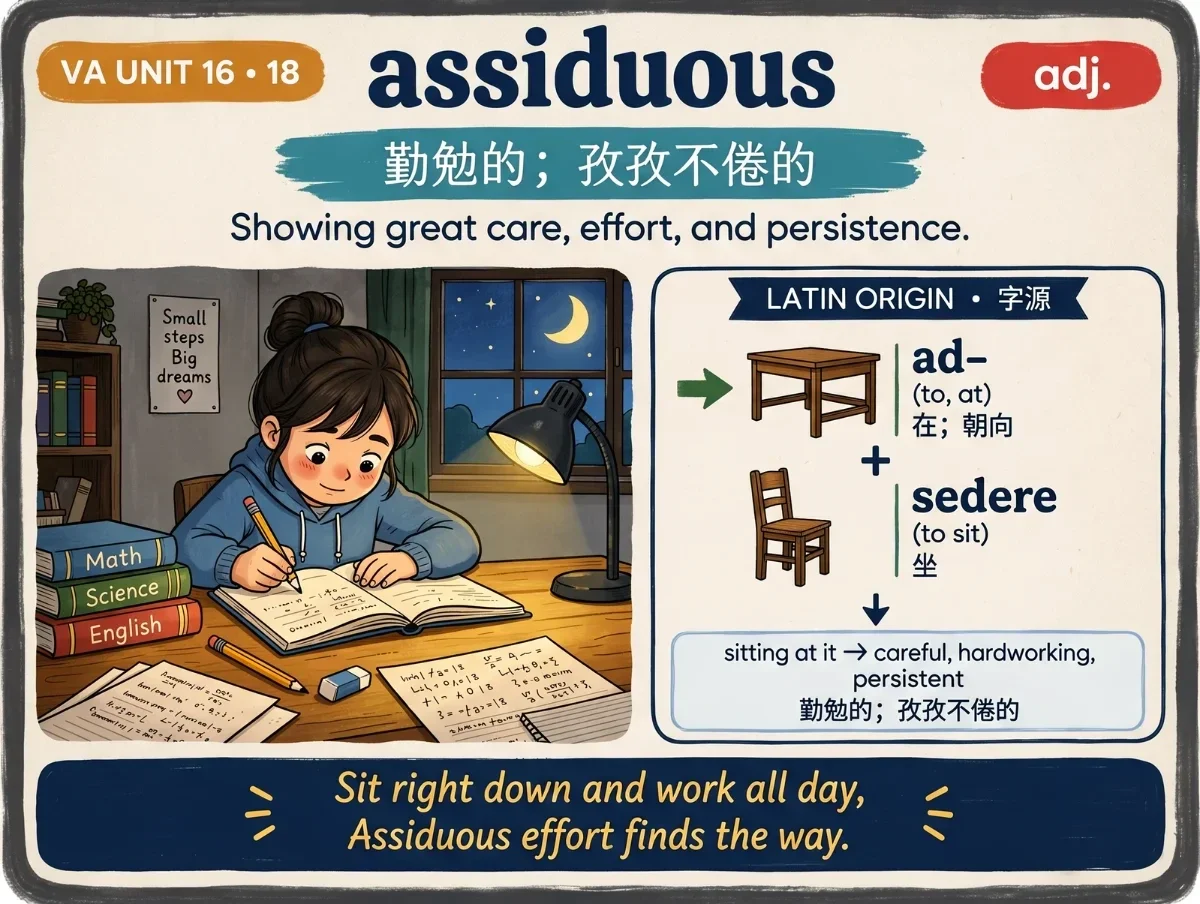 VA UNIT 16 • 18
assiduous
adj.
勤勉的；孜孜不倦的
Showing great care, effort, and persistence.
Small
steps
Big
dreams
Math
Science
English
LATIN ORIGIN • 字源
ad–
(to, at)
在；朝向
+
sedere
(to sit)
坐
sitting at it → careful, hardworking,
persistent
勤勉的；孜孜不倦的
Sit right down and work all day,
Assiduous effort finds the way.